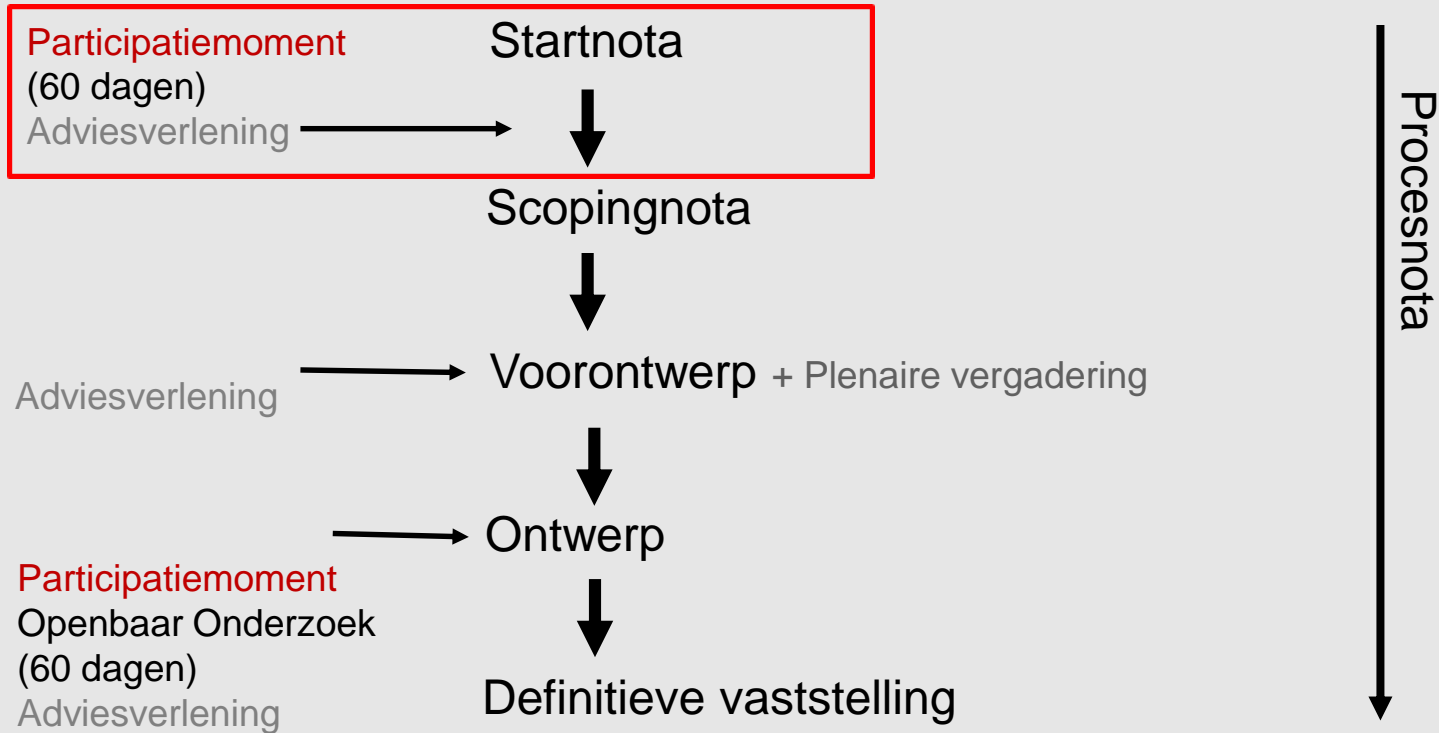 Participatiemoment
(60 dagen)
Adviesverlening
Startnota
Scopingnota
Adviesverlening
Voorontwerp + Plenaire vergadering
Ontwerp
Participatiemoment
Openbaar Onderzoek
(60 dagen)
Adviesverlening
Definitieve vaststelling
Procesnota